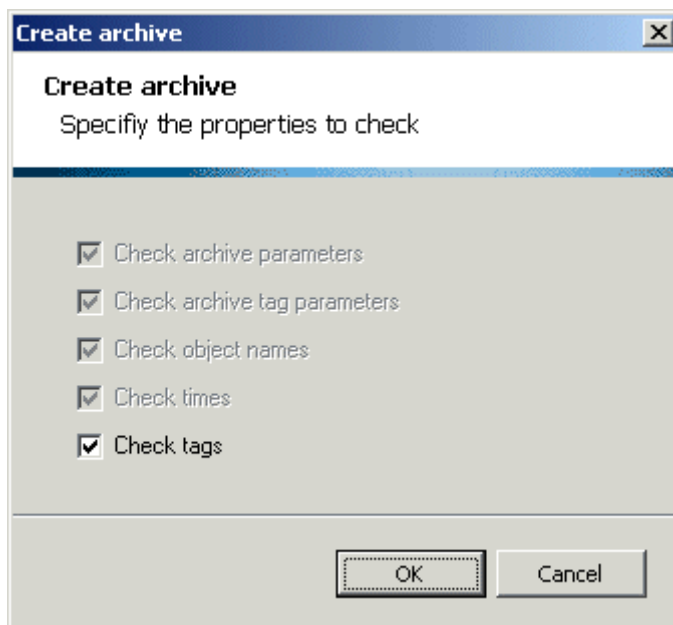 Create archive
Create archive
Specifiy the properties to check
Check archive parameters
Check archive tag parameters
Check object names
Check times
Check tags
OK
Cancel